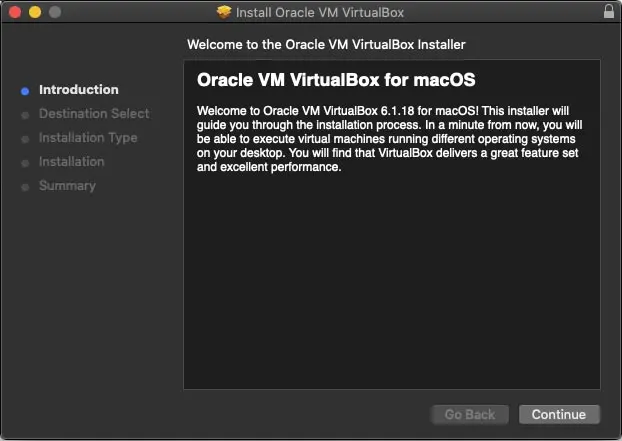 Install Oracle VM VirtualBox
Welcome to the Oracle VM VirtualBox Installer
Introduction
Destination Select
Installation Type
Installation
Summary
Oracle VM VirtualBox for macOS
Welcome to Oracle VM VirtualBox 6.1.18 for macOS! This installer will
guide you through the installation process. In a minute from now, you will
be able to execute virtual machines running different operating systems
on your desktop. You will find that VirtualBox delivers a great feature set
and excellent performance.
Go Back
Continue